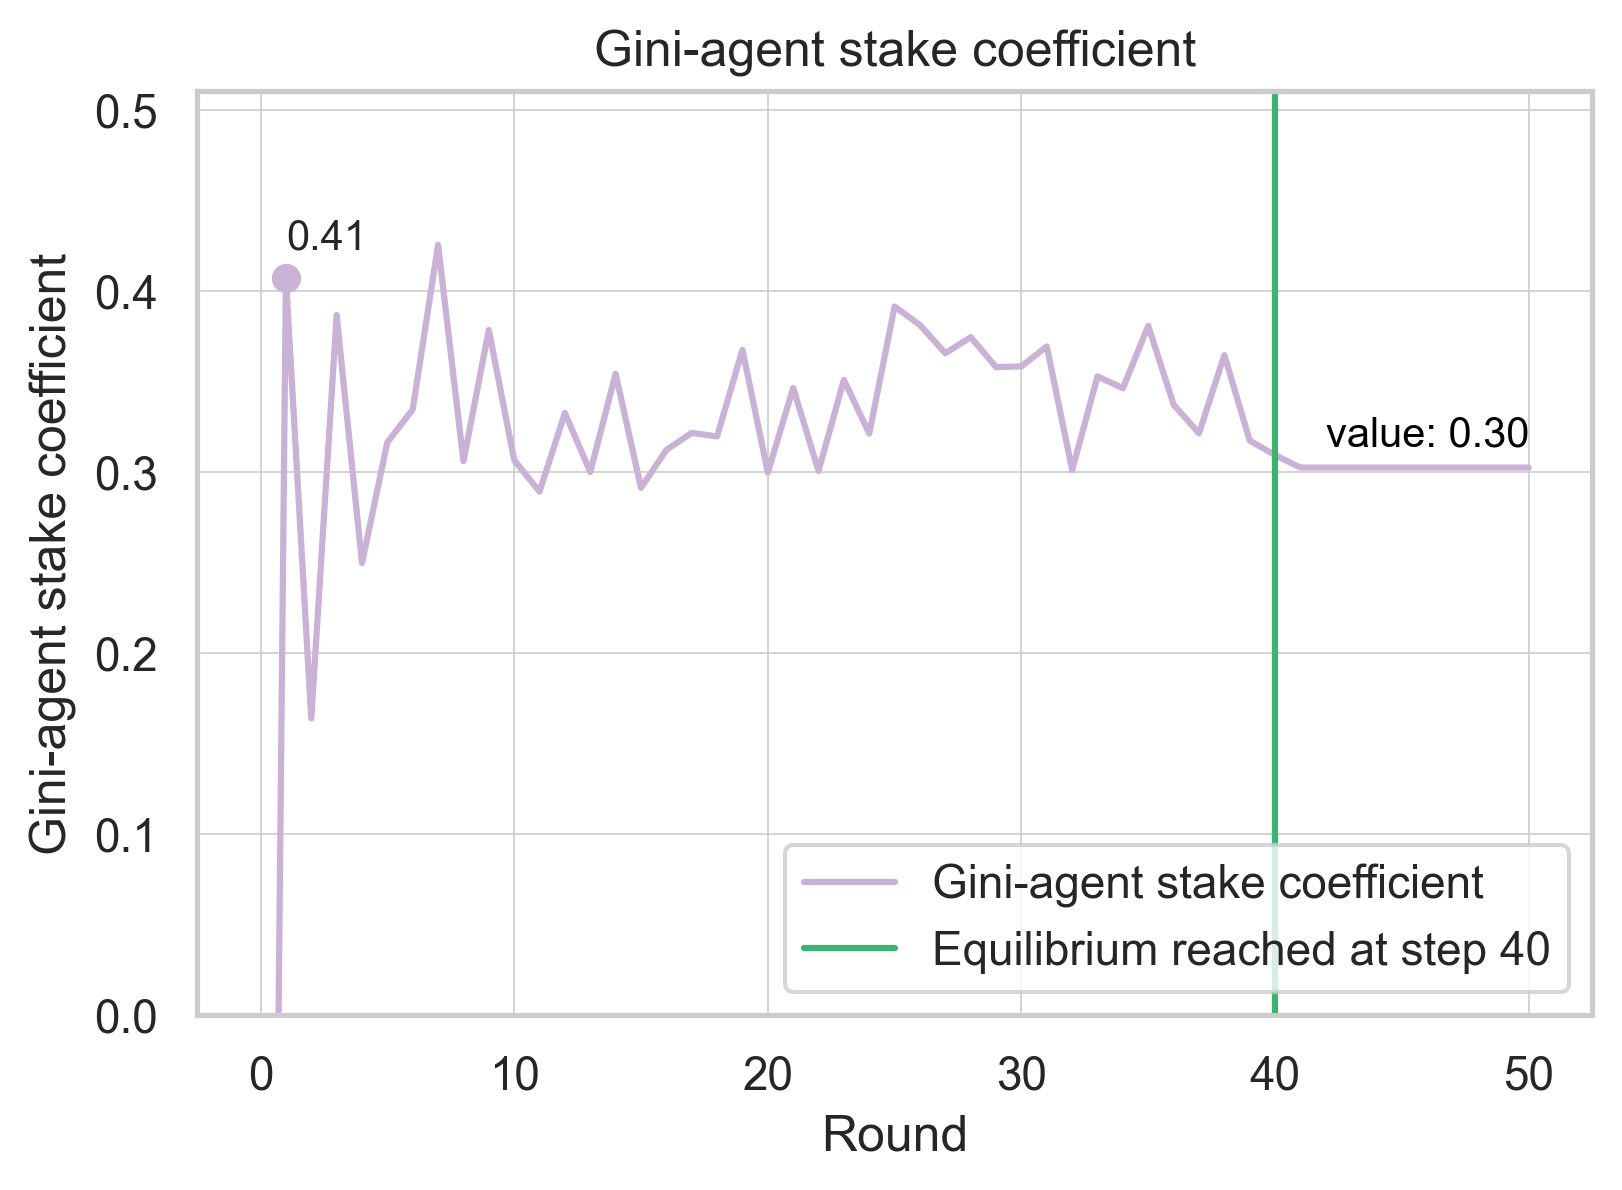 Gini-agent stake coefficient
Gini-agent stake coefficient
0.5
0.4
0.3
0.2
0.1
0.0
0.41
value: 0.30
Gini-agent stake coefficient
Equilibrium reached at step 40
0 10 20 30 40 50
Round